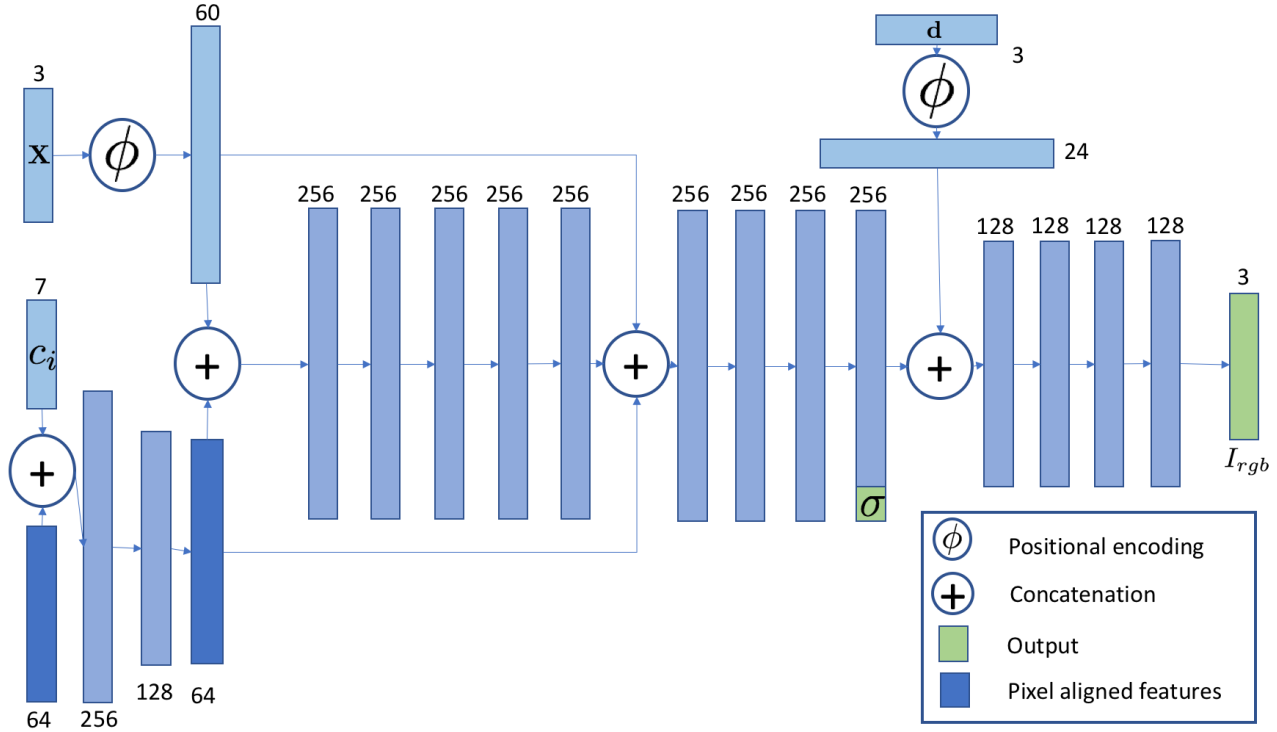 60
3
x
ϕ
d
3
ϕ
24
256 256 256 256 256
256 256 256 256
128 128 128 128
7
c_i
+
+
+
+
3
I_rgb
σ
64
256
128
64
ϕ Positional encoding
+ Concatenation
Output
Pixel aligned features